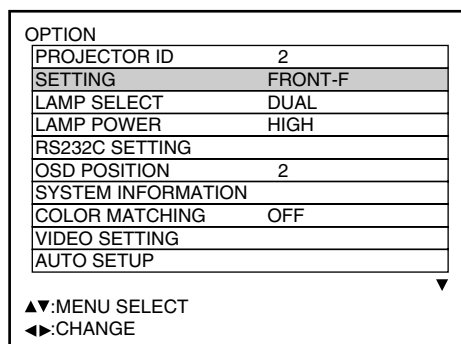 OPTION
PROJECTOR ID 2
SETTING FRONT-F
LAMP SELECT DUAL
LAMP POWER HIGH
RS232C SETTING
OSD POSITION 2
SYSTEM INFORMATION
COLOR MATCHING OFF
VIDEO SETTING
AUTO SETUP
▼
▲▼:MENU SELECT
◀▶:CHANGE